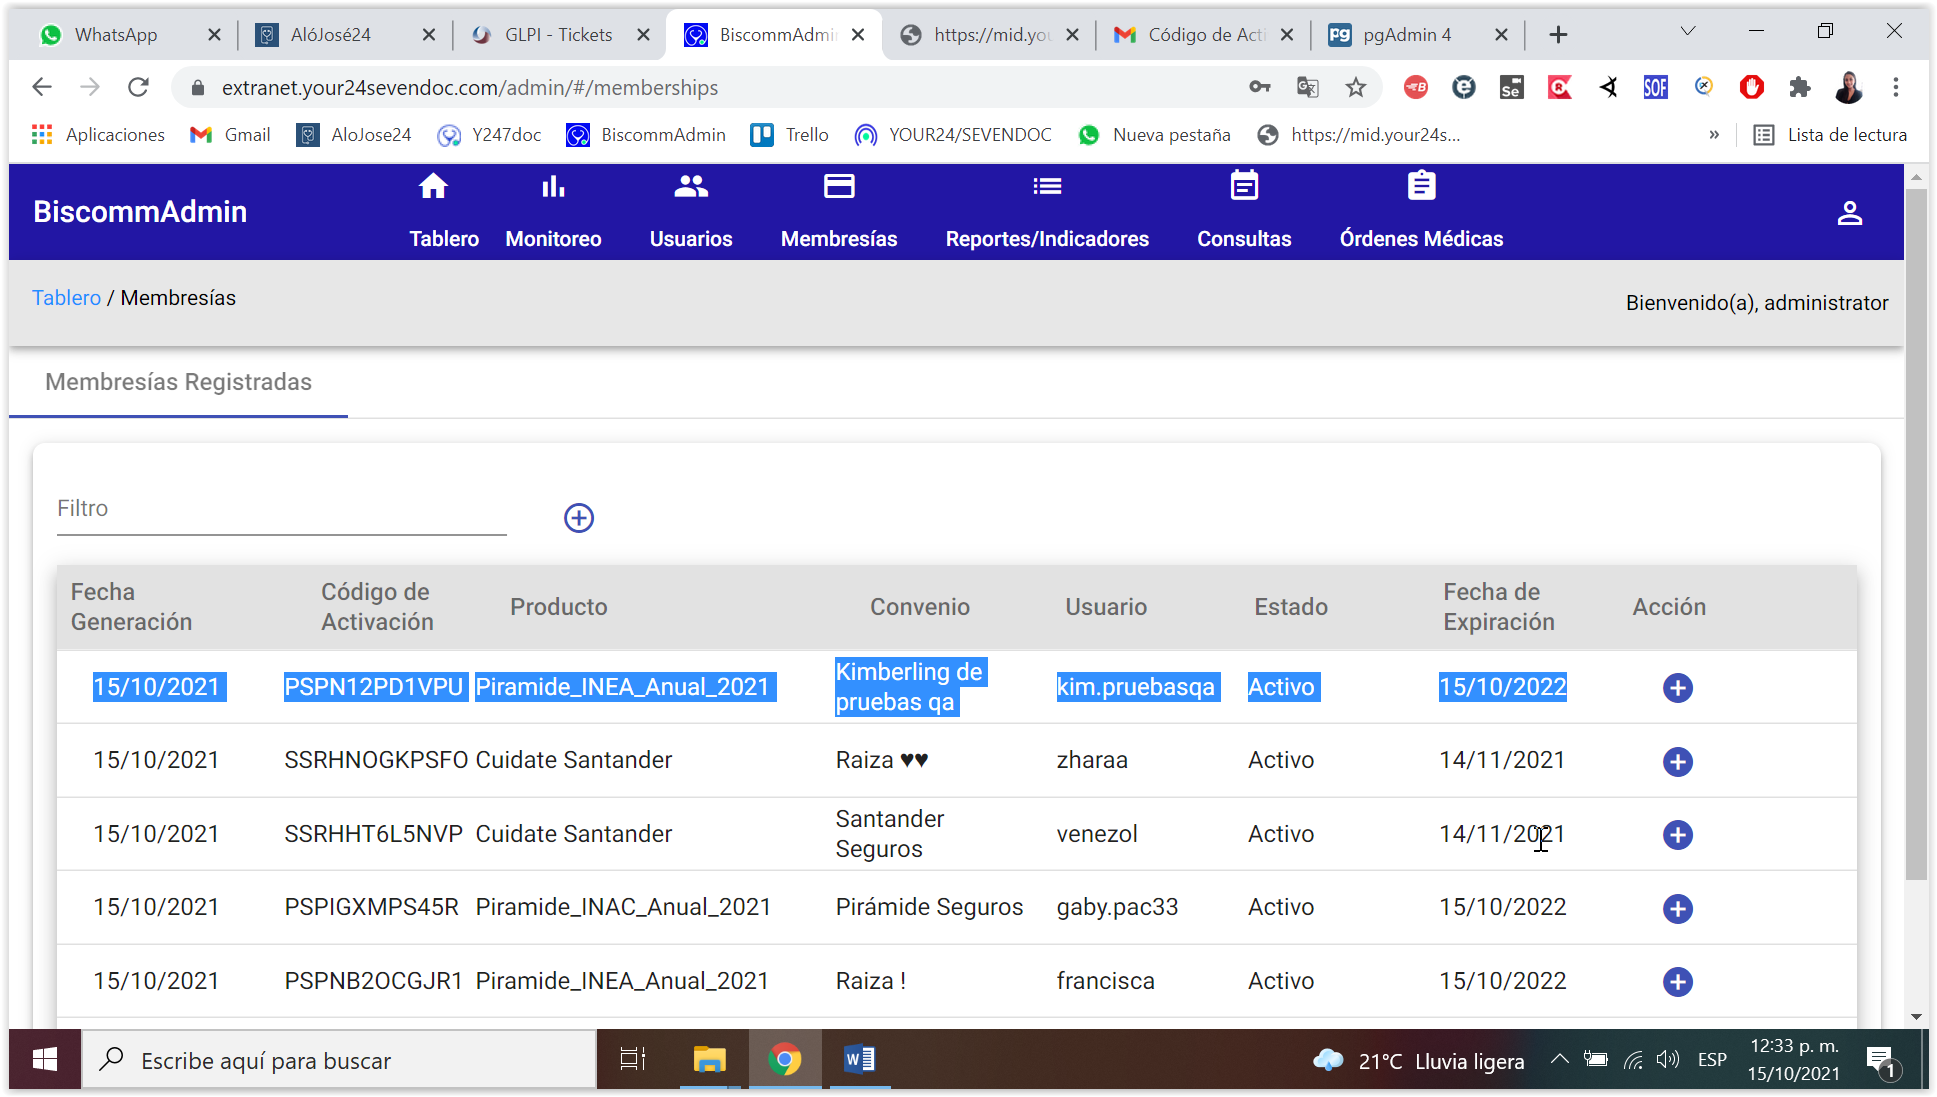 WhatsApp AlóJosé24 GLPI - Tickets BiscommAdmi https://mid.you Código de Acti pgAdmin 4
extranet.your24sevendoc.com/admin/#/memberships
Aplicaciones Gmail AloJose24 Y247doc BiscommAdmin Trello YOUR24/SEVENDOC Nueva pestaña https://mid.your24s... » Lista de lectura
BiscommAdmin Tablero Monitoreo Usuarios Membresías Reportes/Indicadores Consultas Órdenes Médicas
Tablero / Membresías
Bienvenido(a), administrator
Membresías Registradas
Filtro
Fecha Generación Código de Activación Producto Convenio Usuario Estado Fecha de Expiración Acción
15/10/2021 PSPN12PD1VPU Piramide_INEA_Anual_2021 Kimberling de pruebas qa kim.pruebasqa Activo 15/10/2022
15/10/2021 SSRHNOGKPSFO Cuidate Santander Raiza ♥♥ zharaa Activo 14/11/2021
15/10/2021 SSRHHT6L5NVP Cuidate Santander Santander Seguros venezol Activo 14/11/2021
15/10/2021 PSPIGXMPS45R Piramide_INAC_Anual_2021 Pirámide Seguros gaby.pac33 Activo 15/10/2022
15/10/2021 PSPNB2OCGJR1 Piramide_INEA_Anual_2021 Raiza ! francisca Activo 15/10/2022
Escribe aquí para buscar
21°C Lluvia ligera ESP
12:33 p. m.
15/10/2021
1